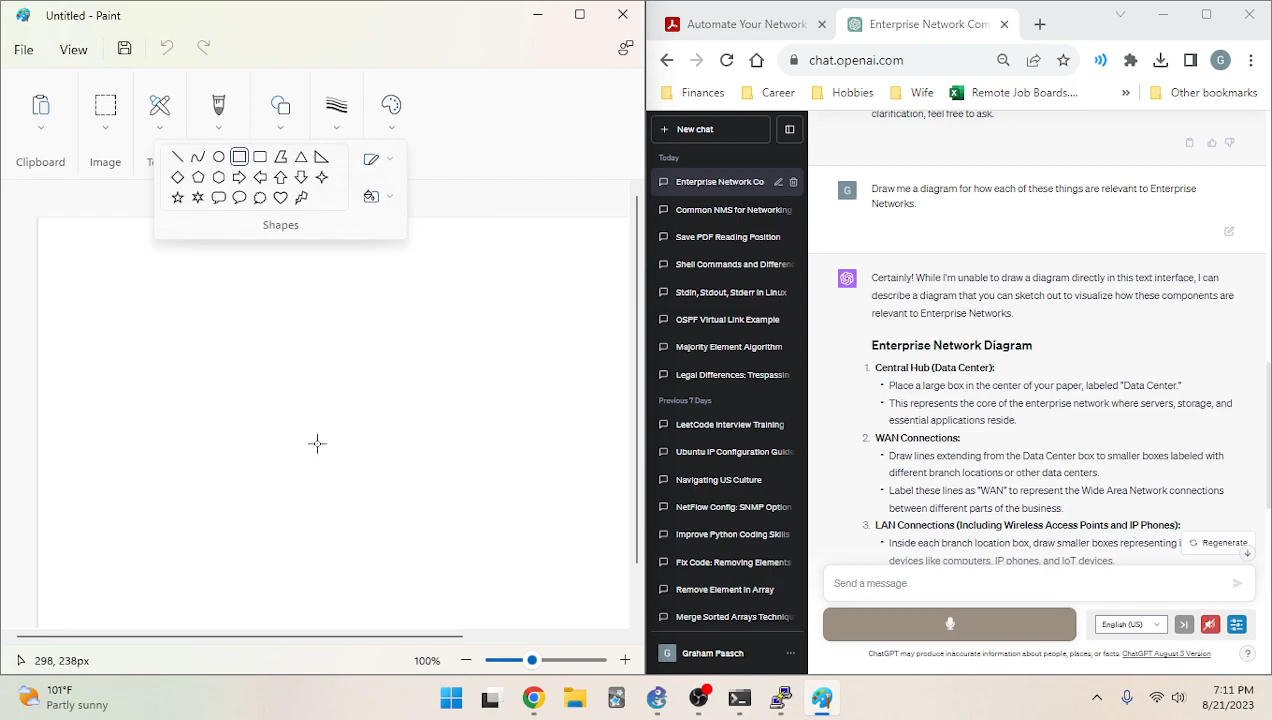 Untitled - Paint
File
View
Clipboard
Image
Shapes
298, 238px
100%
Automate Your Network
Enterprise Network Com
chat.openai.com
G
Finances
Career
Hobbies
Wife
Remote Job Boards....
»
Other bookmarks
New chat
Today
Enterprise Network Co
Common NMS for Networking
Save PDF Reading Position
Shell Commands and Differenc
Stdin, Stdout, Stderr in Linux
OSPF Virtual Link Example
Majority Element Algorithm
Legal Differences: Trespassin
Previous 7 Days
LeetCode Interview Training
Ubuntu IP Configuration Guide
Navigating US Culture
NetFlow Config: SNMP Option
Improve Python Coding Skills
Fix Code: Removing Elements
Remove Element in Array
Merge Sorted Arrays Techniqu
G Graham Paasch ...
clarification, feel free to ask.
G
Draw me a diagram for how each of these things are relevant to Enterprise
Networks.
Certainly! While I'm unable to draw a diagram directly in this text interface, I can
describe a diagram that you can sketch out to visualize how these components are
relevant to Enterprise Networks.
Enterprise Network Diagram
1. Central Hub (Data Center):
• Place a large box in the center of your paper, labeled "Data Center."
• This represents the core of the enterprise network where servers, storage, and
essential applications reside.
2. WAN Connections:
• Draw lines extending from the Data Center box to smaller boxes labeled with
different branch locations or other data centers.
• Label these lines as "WAN" to represent the Wide Area Network connections
between different parts of the business.
3. LAN Connections (Including Wireless Access Points and IP Phones):
• Inside each branch location box, draw smaller boxes representing
devices like computers, IP phones, and IoT devices.
Regenerate
Send a message
English (US)
ChatGPT may produce inaccurate information about people, places, or facts. ChatGPT August 3 Version
?
101°F
Partly sunny
7:11 PM
8/21/2023